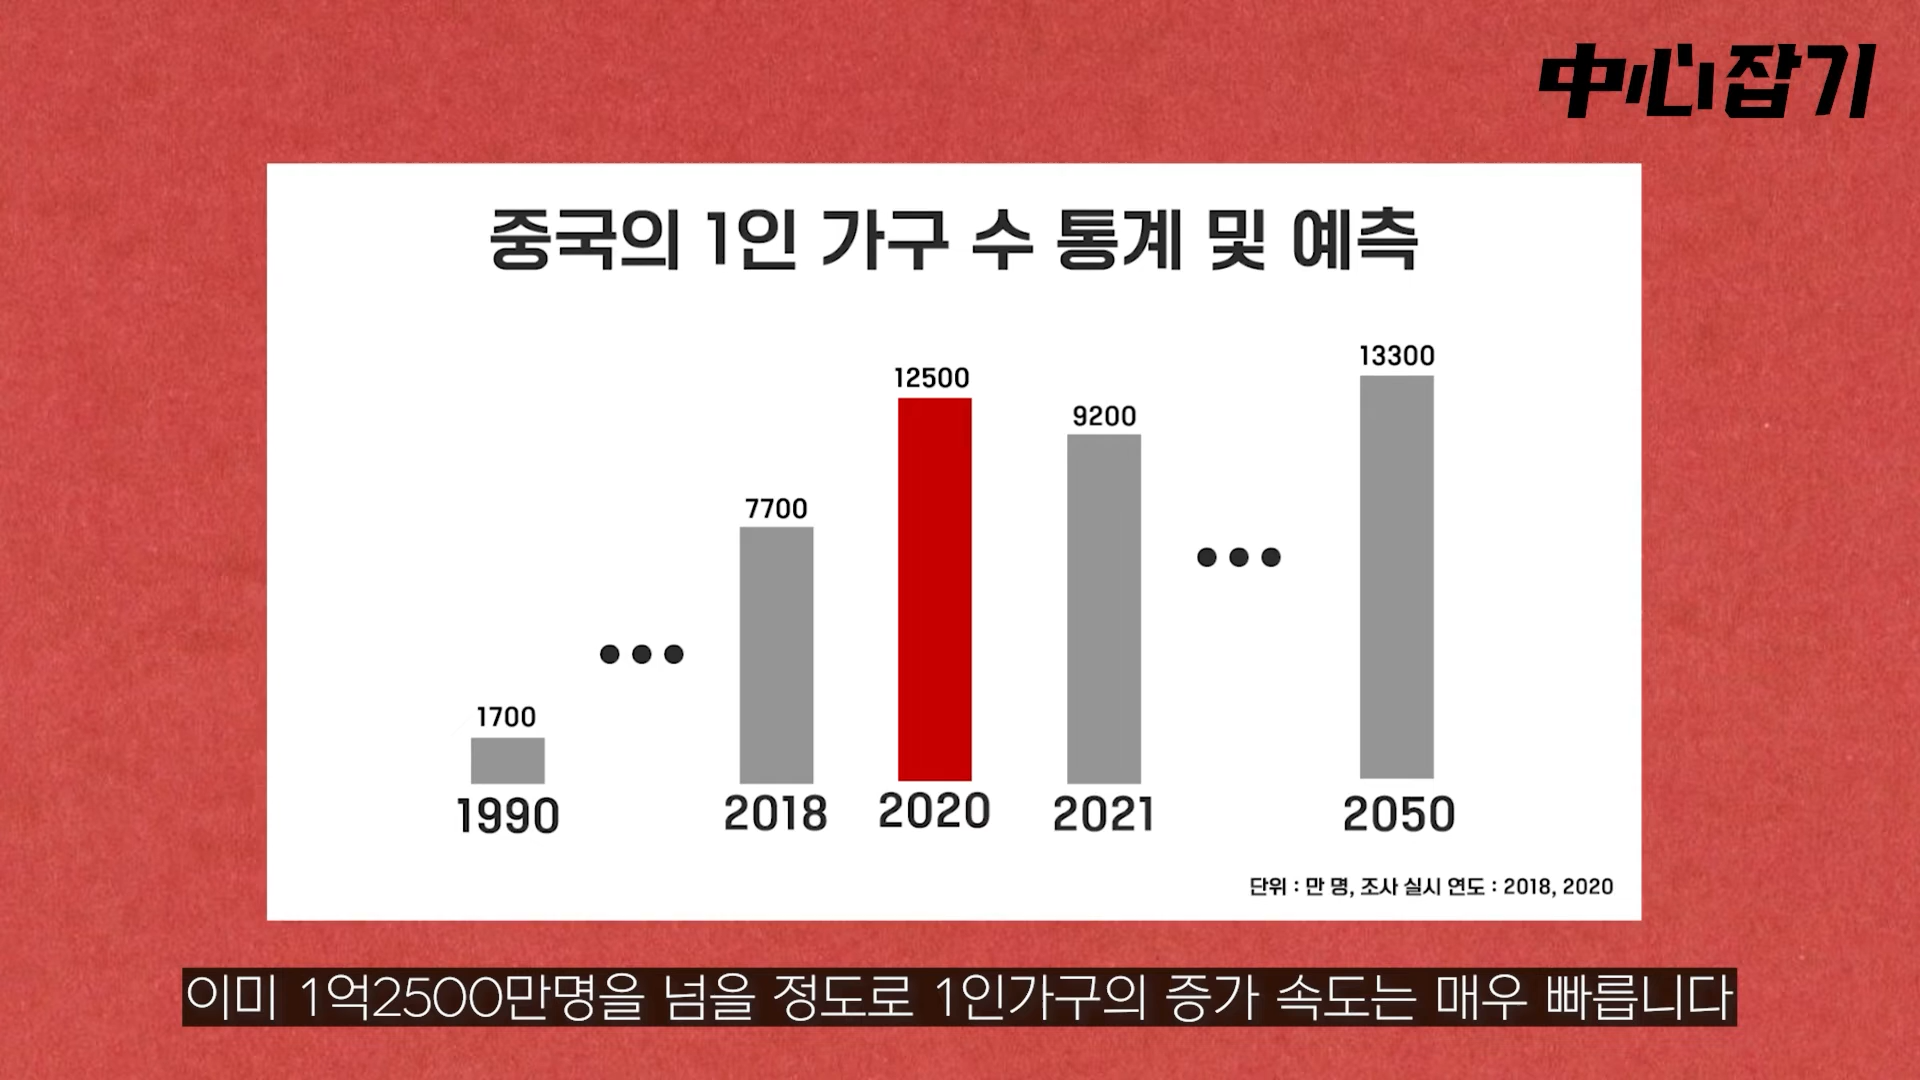 中心잡기
중국의 1인 가구 수 통계 및 예측
1700
7700
12500
9200
13300
1990
2018
2020
2021
2050
단위 : 만 명, 조사 실시 연도 : 2018, 2020
이미 1억2500만명을 넘을 정도로 1인가구의 증가 속도는 매우 빠릅니다